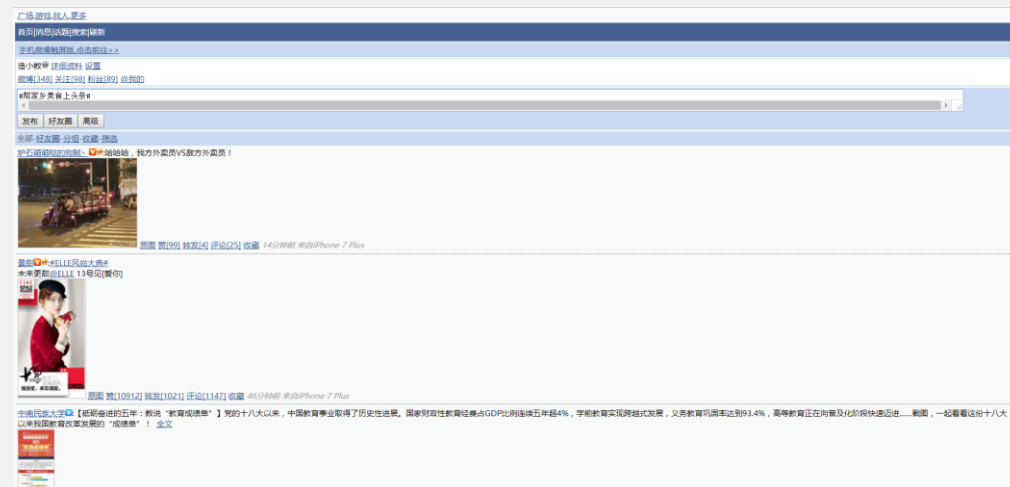 广场.游戏.找人.更多
首页|消息|话题|搜索|刷新
手机微博触屏版,点击前往>>
详细资料 设置
微博[348] 关注[98] 粉丝[89] @我的
#帮家乡美食上头条#
发布 好友圈 高级
全部-好友圈-分组-收藏-筛选
:哈哈哈，我方外卖员VS敌方外卖员！
原图 赞[99] 转发[4] 评论[25] 收藏 14分钟前 来自iPhone 7 Plus
景甜:#ELLE风尚大典#
未来更甜@ELLE 13号见[爱你]
原图 赞[10912] 转发[1021] 评论[1147] 收藏 46分钟前 来自iPhone 7 Plus
中南民族大学:【砥砺奋进的五年：数说“教育成绩单”】党的十八大以来，中国教育事业取得了历史性进展。国家财政性教育经费占GDP比例连续五年超4%，学前教育实现跨越式发展，义务教育巩固率达到93.4%，高等教育正在向普及化阶段快速迈进……戳图，一起看看这份十八大
以来我国教育改革发展的“成绩单”！ 全文